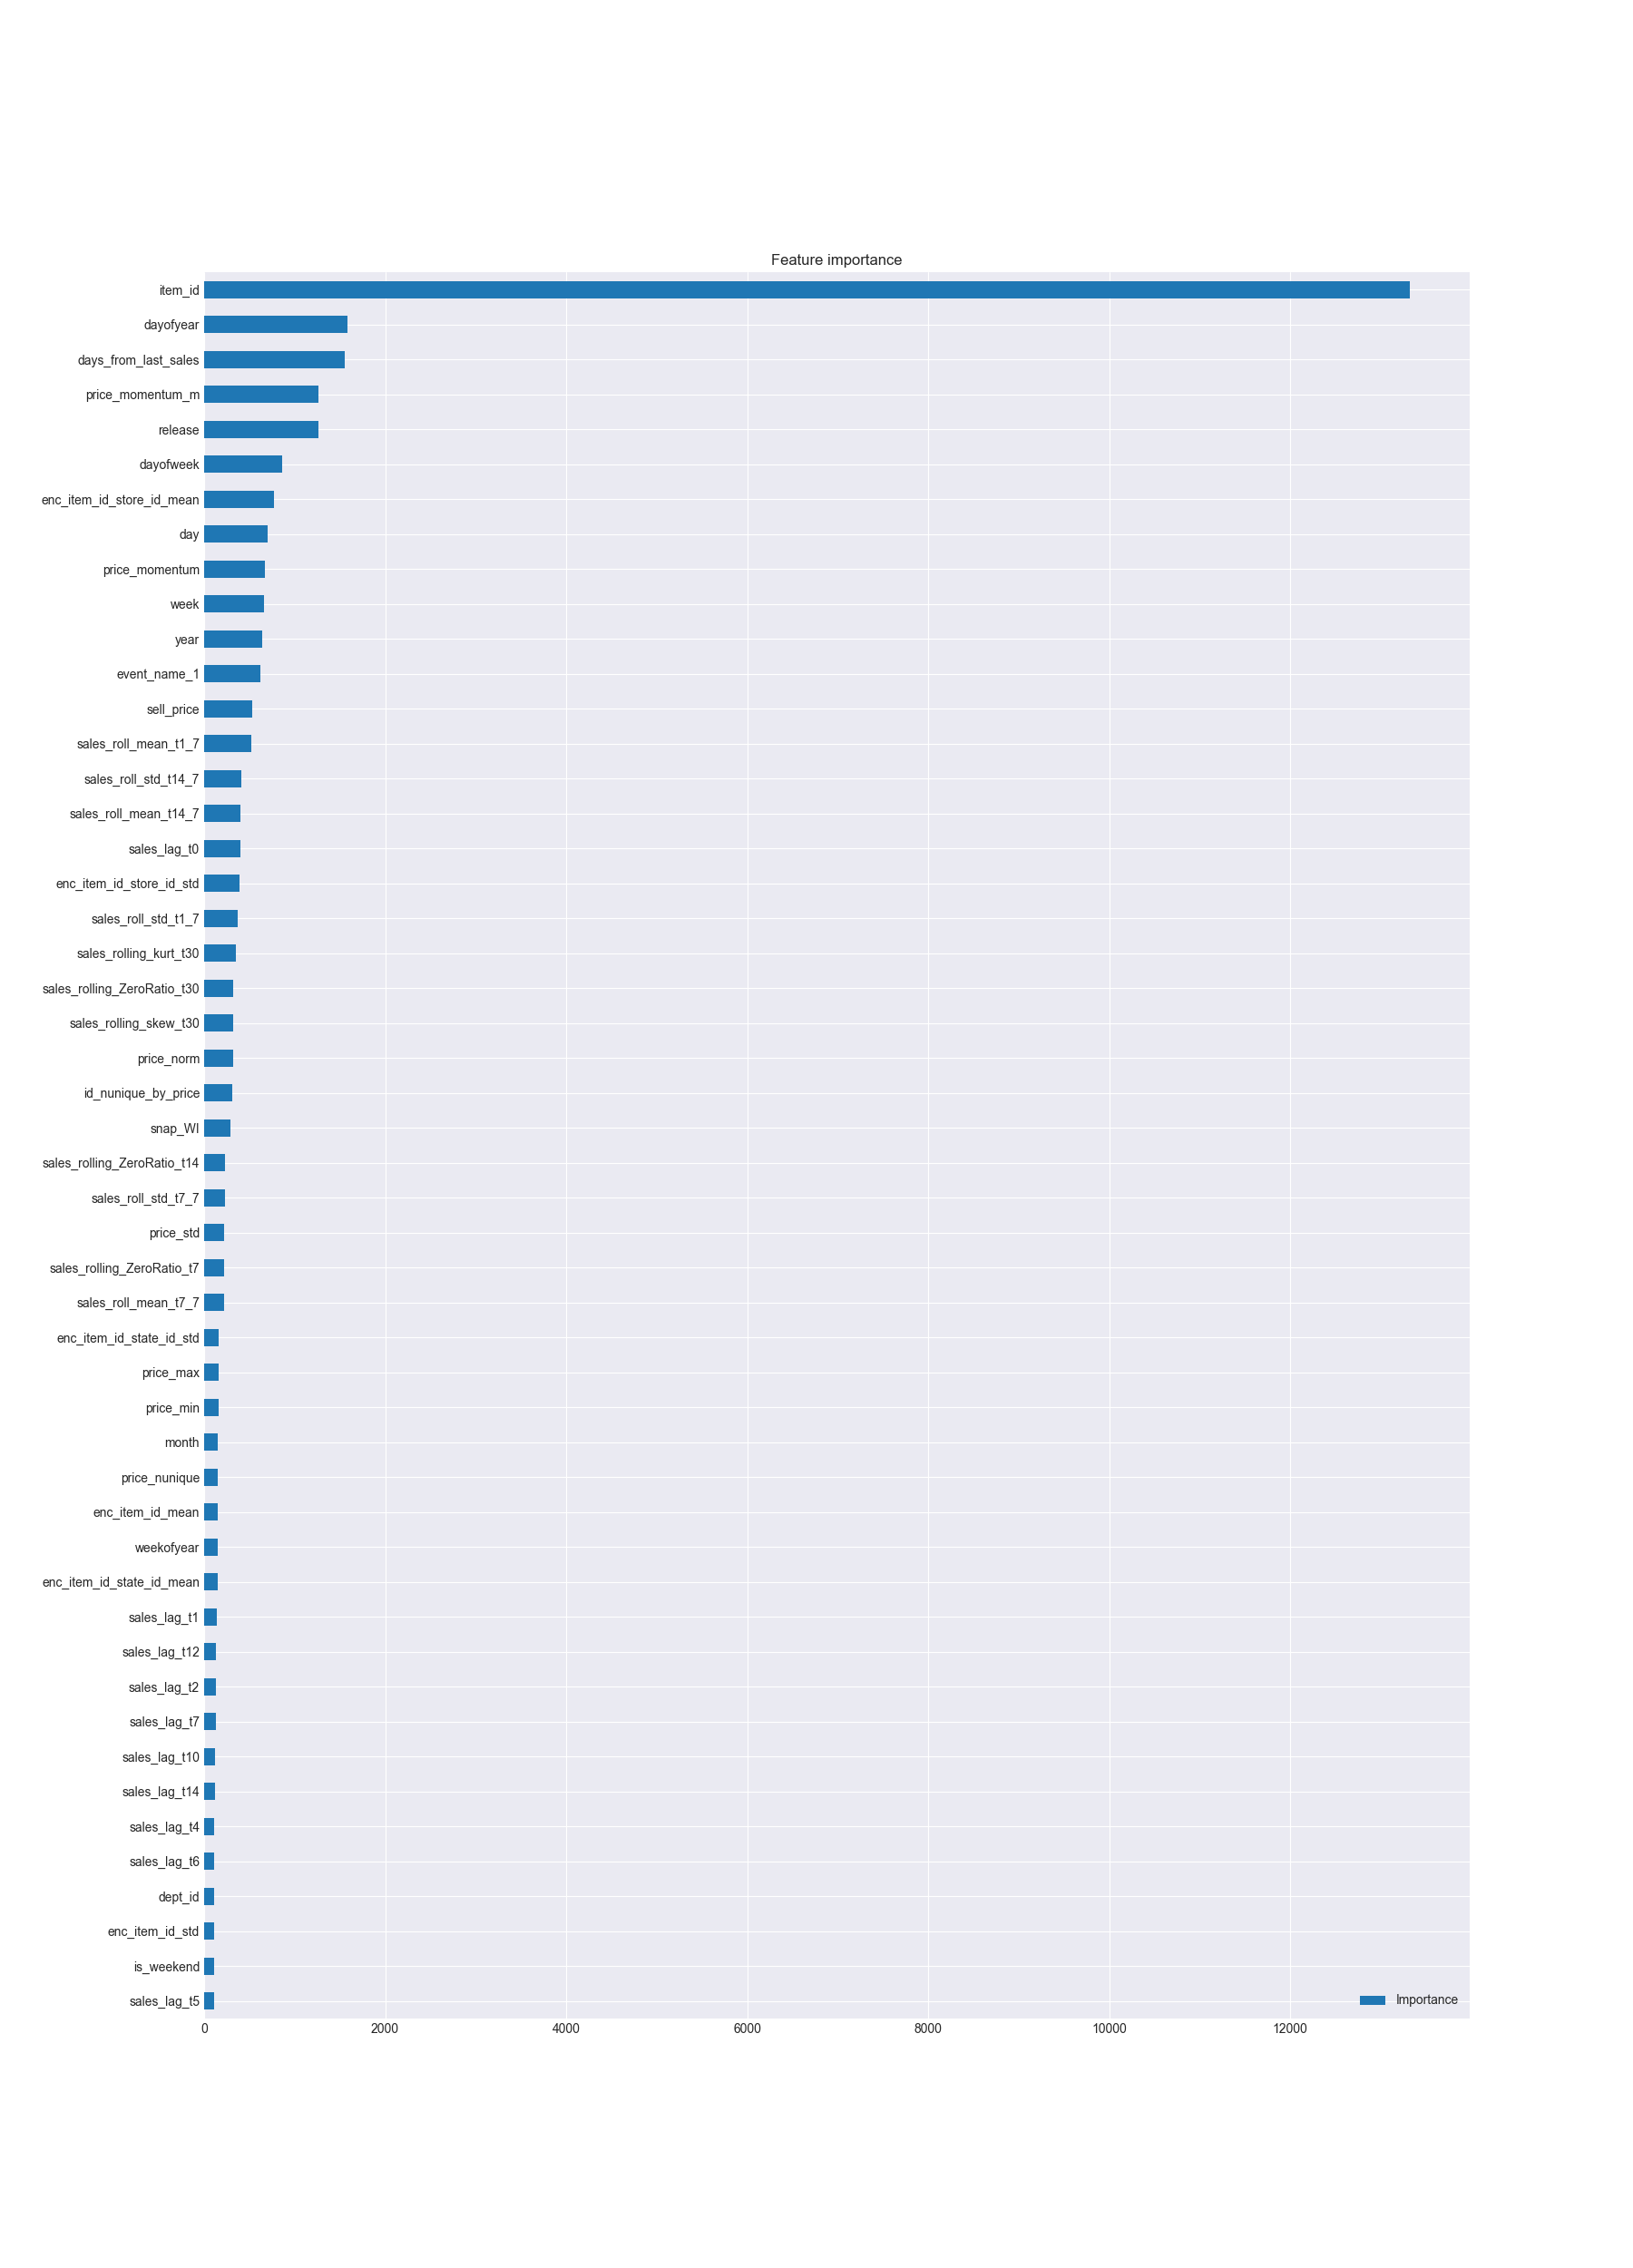 Feature importance
item_id
dayofyear
days_from_last_sales
price_momentum_m
release
dayofweek
enc_item_id_store_id_mean
day
price_momentum
week
year
event_name_1
sell_price
sales_roll_mean_t1_7
sales_roll_std_t14_7
sales_roll_mean_t14_7
sales_lag_t0
enc_item_id_store_id_std
sales_roll_std_t1_7
sales_rolling_kurt_t30
sales_rolling_ZeroRatio_t30
sales_rolling_skew_t30
price_norm
id_nunique_by_price
snap_WI
sales_rolling_ZeroRatio_t14
sales_roll_std_t7_7
price_std
sales_rolling_ZeroRatio_t7
sales_roll_mean_t7_7
enc_item_id_state_id_std
price_max
price_min
month
price_nunique
enc_item_id_mean
weekofyear
enc_item_id_state_id_mean
sales_lag_t1
sales_lag_t12
sales_lag_t2
sales_lag_t7
sales_lag_t10
sales_lag_t14
sales_lag_t4
sales_lag_t6
dept_id
enc_item_id_std
is_weekend
sales_lag_t5
Importance
0 2000 4000 6000 8000 10000 12000